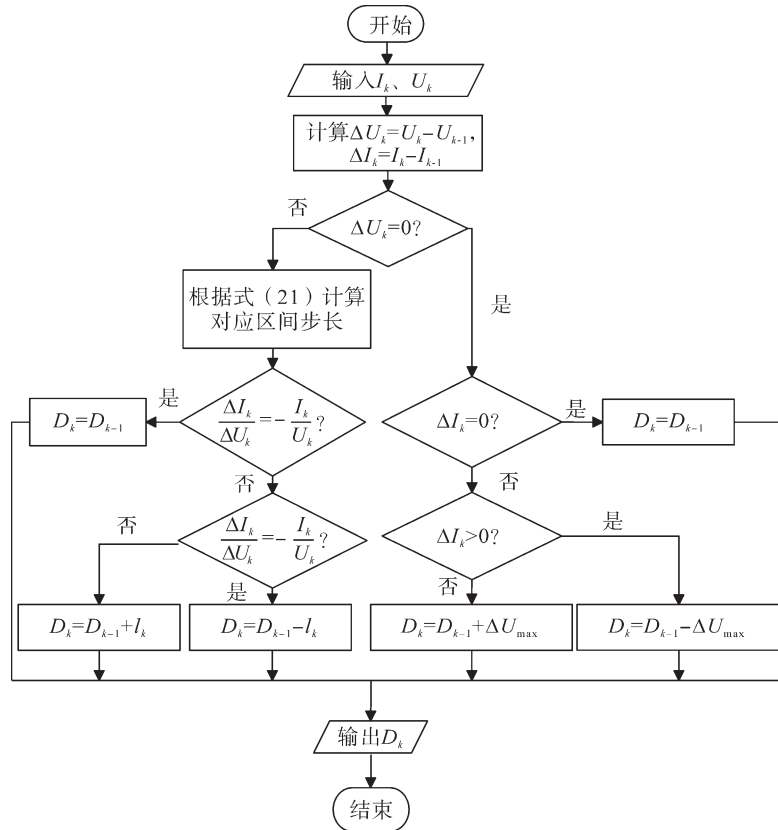 开始
输入I_k、U_k
计算ΔU_k=U_k−U_{k-1},
ΔI_k=I_k−I_{k-1}
否
ΔU_k=0?
是
根据式（21）计算
对应区间步长
是
ΔI_k/ΔU_k=−I_k/U_k?
D_k=D_{k−1}
否
ΔI_k=0?
是
D_k=D_{k−1}
否
否
ΔI_k/ΔU_k=−I_k/U_k?
是
ΔI_k>0?
是
否
D_k=D_{k−1}+l_k
D_k=D_{k−1}−l_k
D_k=D_{k−1}+ΔU_max
D_k=D_{k−1}−ΔU_max
输出D_k
结束